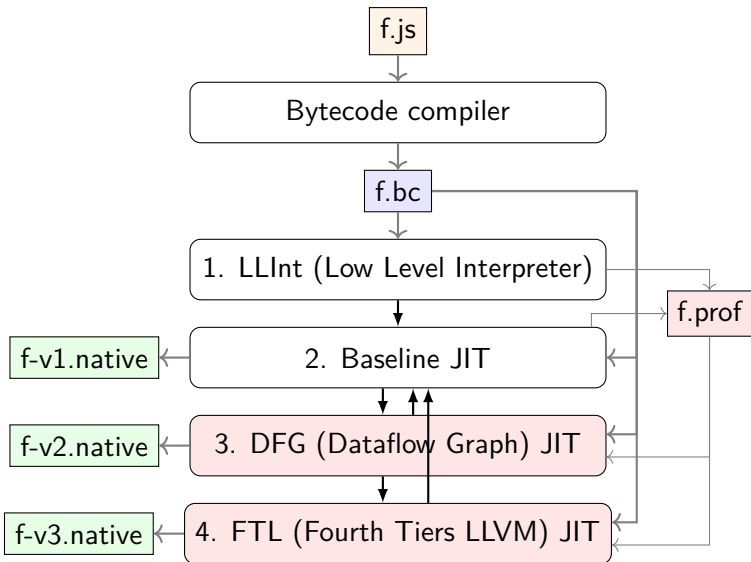 f.js
Bytecode compiler
f.bc
1. LLInt (Low Level Interpreter)
f.prof
f-v1.native
2. Baseline JIT
f-v2.native
3. DFG (Dataflow Graph) JIT
f-v3.native
4. FTL (Fourth Tiers LLVM) JIT